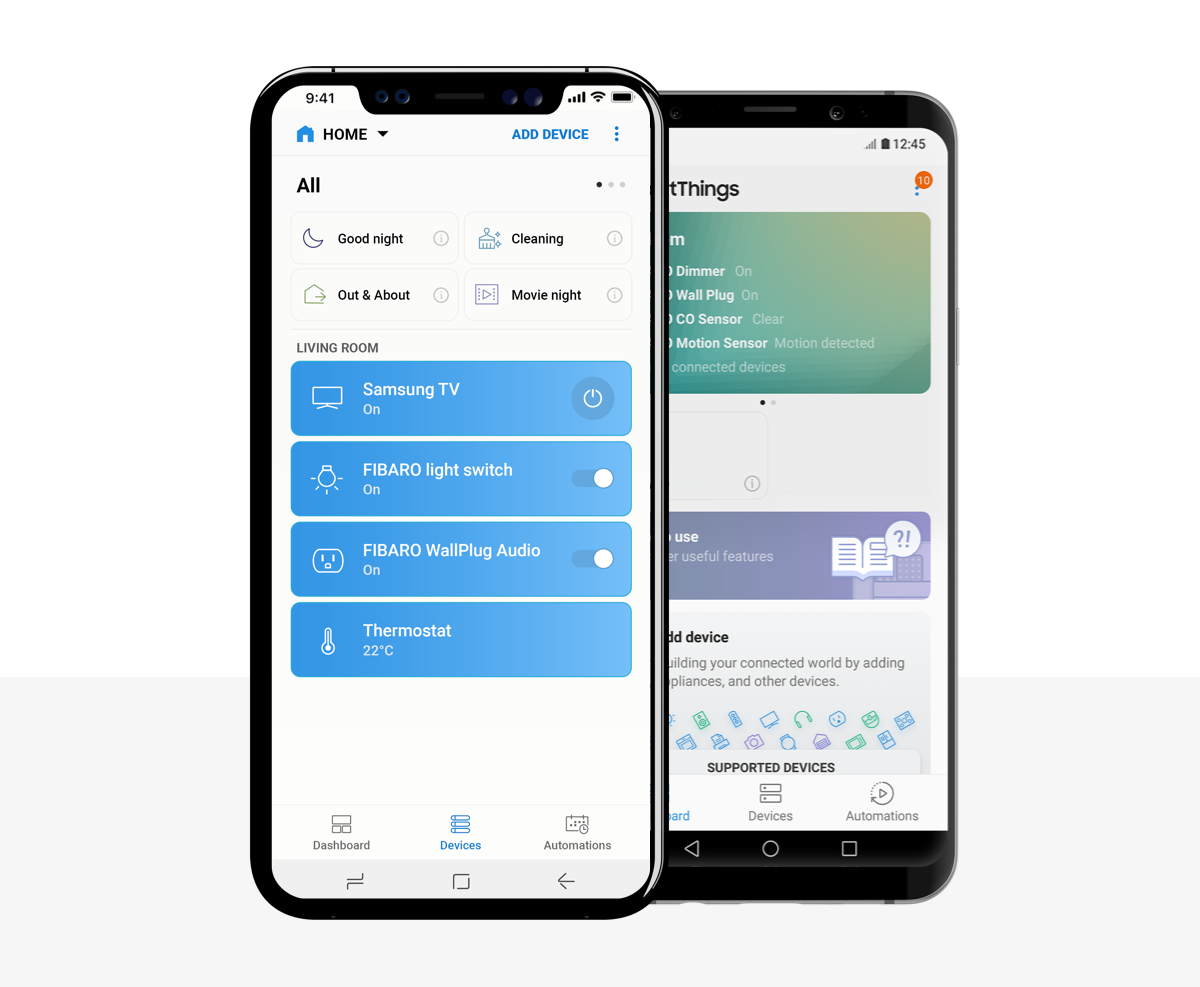 9:41
HOME
ADD DEVICE
All
Good night
Cleaning
Out & About
Movie night
LIVING ROOM
Samsung TV
On
FIBARO light switch
On
FIBARO WallPlug Audio
On
Thermostat
22°C
Dashboard
Devices
Automations
12:45
tThings
10
m
O Dimmer On
O Wall Plug On
O CO Sensor Clear
O Motion Sensor Motion detected
connected devices
o use
er useful features
?!
dd device
uilding your connected world by adding
ppliances, and other devices.
SUPPORTED DEVICES
oard
Devices
Automations